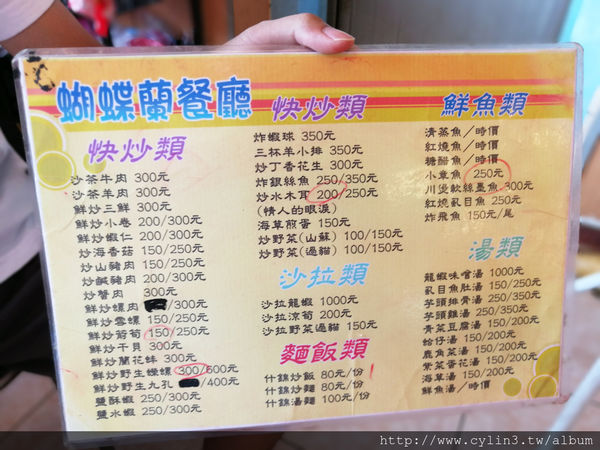 蝴蝶蘭餐廳
快炒類
沙茶牛肉 300元
沙茶羊肉 300元
鮮炒三鮮 300元
鮮炒小卷 200/300元
鮮炒蝦仁 200/300元
炒海香菇 150/250元
炒山豬肉 150/250元
炒鹹豬肉 200/300元
炒聲肉 300元
鮮炒螺肉 /300元
鮮炒雪螺 150/250元
鮮炒箭筍 150/250元
鮮炒干貝 300元
鮮炒蘭花蚌 300元
鮮炒野生蠑螺 300/600元
鮮炒野生九孔 /400元
鹽酥蝦 250/300元
鹽水蝦 250/300元
快炒類
炸蝦球 350元
三杯羊小排 350元
炒丁香花生 300元
炸銀絲魚 250/350元
炒水木耳 200/250元
(情人的眼淚)
海草煎蛋 150元
炒野菜(山蘇) 100/150元
炒野菜(過貓) 100/150元
沙拉類
沙拉龍蝦 1000元
沙拉涼筍 200元
沙拉野菜過貓 150元
麵飯類
什錦炒飯 80元/份
什錦炒麵 80元/份
什錦湯麵 100元/份
鮮魚類
清蒸魚/時價
紅燒魚/時價
糖醋魚/時價
小章魚 250元
川燙軟絲墨魚 300元
紅燒虱目魚 250元
炸飛魚 150元/尾
湯類
龍蝦味噌湯 1000元
虱目魚肚湯 150/250元
芋頭排骨湯 250/350元
芋頭雞湯 250/350元
青菜豆腐湯 150/200元
蛤仔湯 150/200元
鹿角菜湯 150/200元
紫菜香花湯 150/200元
海草湯 150/200元
鮮魚湯/時價
http://www.cylin3.tw/album